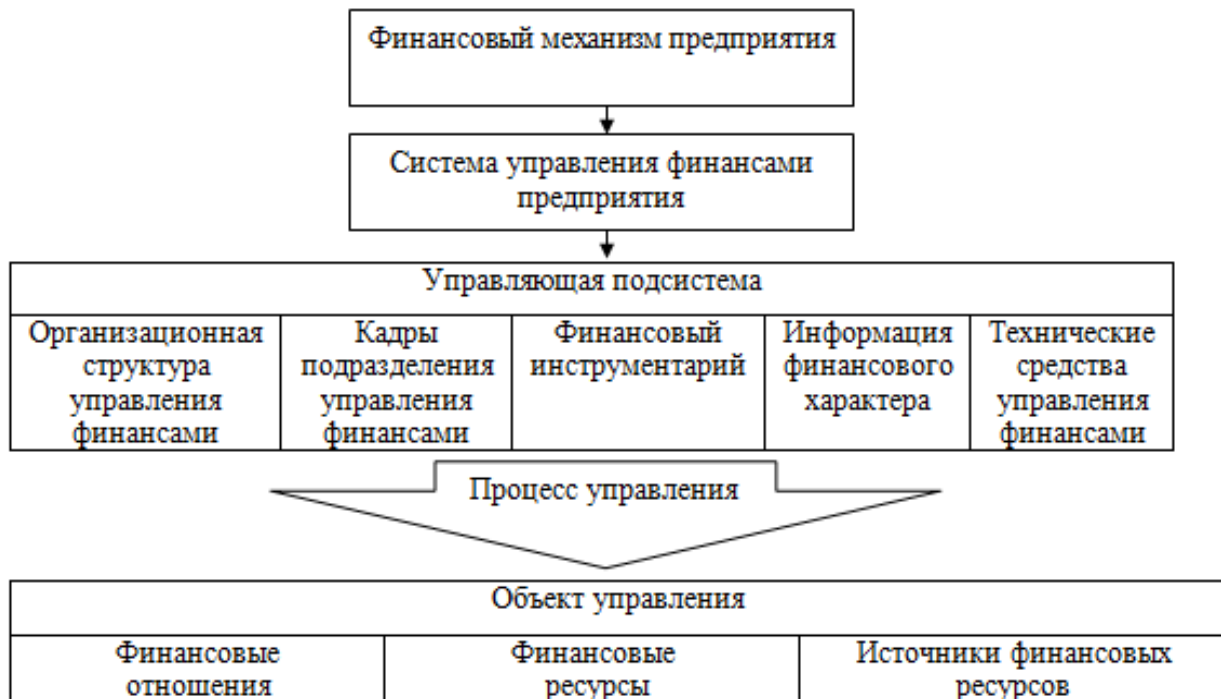 Финансовый механизм предприятия
Система управления финансами
предприятия
Управляющая подсистема
Организационная
структура
управления
финансами
Кадры
подразделения
управления
финансами
Финансовый
инструментарий
Информация
финансового
характера
Технические
средства
управления
финансами
Процесс управления
Объект управления
Финансовые
отношения
Финансовые
ресурсы
Источники финансовых
ресурсов